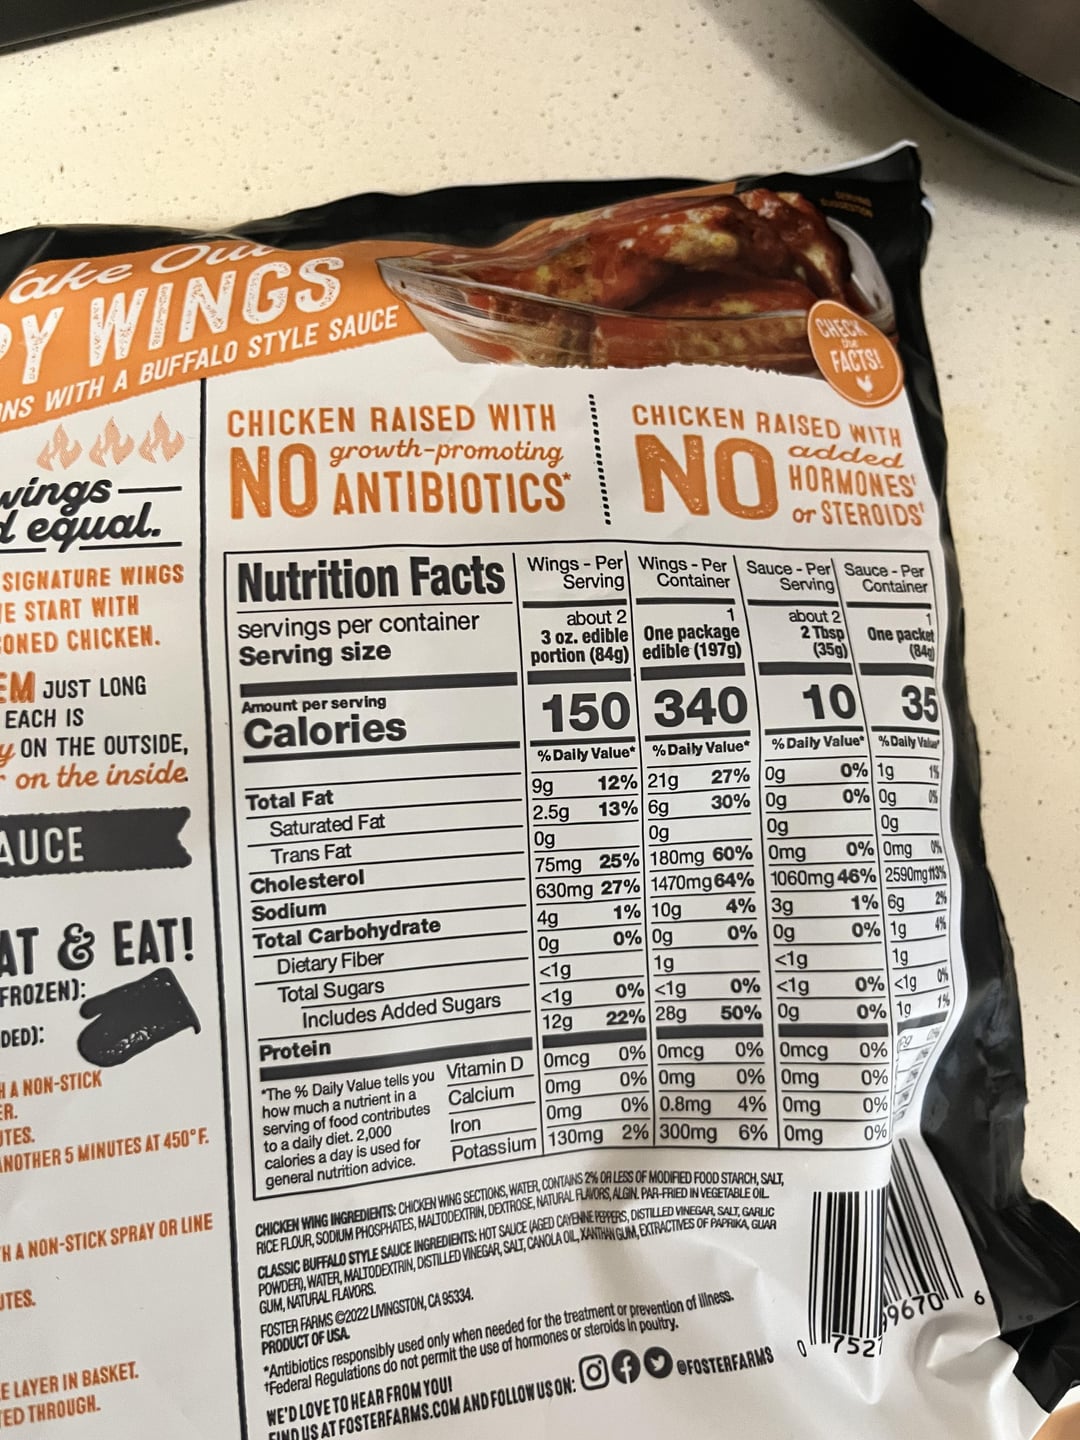 Take Out
PY WINGS
NS WITH A BUFFALO STYLE SAUCE
SERVING
SUGGESTION
CHECK
the
FACTS!
wings
equal.
SIGNATURE WINGS
WE START WITH
SONED CHICKEN.
EM JUST LONG
EACH IS
y ON THE OUTSIDE,
on the inside.
SAUCE
AT & EAT!
FROZEN):
DED):
H A NON-STICK
ER.
UTES.
ANOTHER 5 MINUTES AT 450°F.
H A NON-STICK SPRAY OR LINE
UTES.
E LAYER IN BASKET.
TED THROUGH.
CHICKEN RAISED WITH
NO growth-promoting
ANTIBIOTICS*
CHICKEN RAISED WITH
NO added
HORMONES†
or STEROIDS†
Nutrition Facts Wings - Per Serving Wings - Per Container Sauce - Per Serving Sauce - Per Container
servings per container about 2 1 about 2 1
Serving size 3 oz. edible portion (84g) One package edible (197g) 2 Tbsp (35g) One packet (84g)
Amount per serving
Calories 150 340 10 35
% Daily Value* % Daily Value* % Daily Value* % Daily Value*
Total Fat 9g 12% 21g 27% 0g 0% 1g 1%
Saturated Fat 2.5g 13% 6g 30% 0g 0% 0g 0%
Trans Fat 0g 0g 0g 0g
Cholesterol 75mg 25% 180mg 60% 0mg 0% 0mg 0%
Sodium 630mg 27% 1470mg 64% 1060mg 46% 2590mg 113%
Total Carbohydrate 4g 1% 10g 4% 3g 1% 6g 2%
Dietary Fiber 0g 0% 0g 0% 0g 0% 1g 4%
Total Sugars <1g 1g <1g 1g
Includes Added Sugars <1g 0% <1g 0% <1g 0% <1g 0%
Protein 12g 22% 28g 50% 0g 0% 1g 1%
Vitamin D 0mcg 0% 0mcg 0% 0mcg 0%
Calcium 0mg 0% 0mg 0% 0mg 0%
Iron 0mg 0% 0.8mg 4% 0mg 0%
Potassium 130mg 2% 300mg 6% 0mg 0%
*The % Daily Value tells you
how much a nutrient in a
serving of food contributes
to a daily diet. 2,000
calories a day is used for
general nutrition advice.
CHICKEN WING INGREDIENTS: CHICKEN WING SECTIONS, WATER, CONTAINS 2% OR LESS OF MODIFIED FOOD STARCH, SALT,
RICE FLOUR, SODIUM PHOSPHATES, MALTODEXTRIN, DEXTROSE, NATURAL FLAVORS, ALGIN. PAR-FRIED IN VEGETABLE OIL.
CLASSIC BUFFALO STYLE SAUCE INGREDIENTS: HOT SAUCE (AGED CAYENNE PEPPERS, DISTILLED VINEGAR, SALT, GARLIC
POWDER), WATER, MALTODEXTRIN, DISTILLED VINEGAR, SALT, CANOLA OIL, XANTHAN GUM, EXTRACTIVES OF PAPRIKA, GUAR
GUM, NATURAL FLAVORS.
FOSTER FARMS ©2022 LIVINGSTON, CA 95334.
PRODUCT OF USA.
*Antibiotics responsibly used only when needed for the treatment or prevention of illness.
†Federal Regulations do not permit the use of hormones or steroids in poultry.
WE'D LOVE TO HEAR FROM YOU!
FIND US AT FOSTERFARMS.COM AND FOLLOW US ON: @FOSTERFARMS
0 7527 9670 6